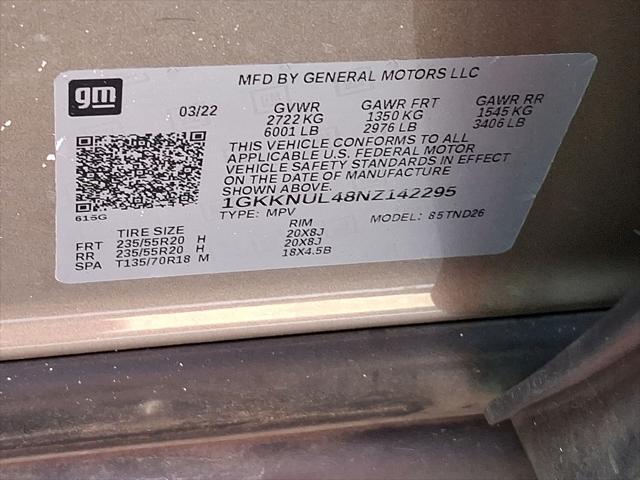 gm
MFD BY GENERAL MOTORS LLC
03/22
GVWR GAWR FRT GAWR RR
2722 KG 1350 KG 1545 KG
6001 LB 2976 LB 3406 LB
THIS VEHICLE CONFORMS TO ALL
APPLICABLE U.S. FEDERAL MOTOR
VEHICLE SAFETY STANDARDS IN EFFECT
ON THE DATE OF MANUFACTURE
SHOWN ABOVE.
1GKKNUL48NZ142295
615G
TYPE: MPV MODEL: 85TND26
TIRE SIZE RIM
FRT 235/55R20 H 20X8J
RR 235/55R20 H 20X8J
SPA T135/70R18 M 18X4.5B